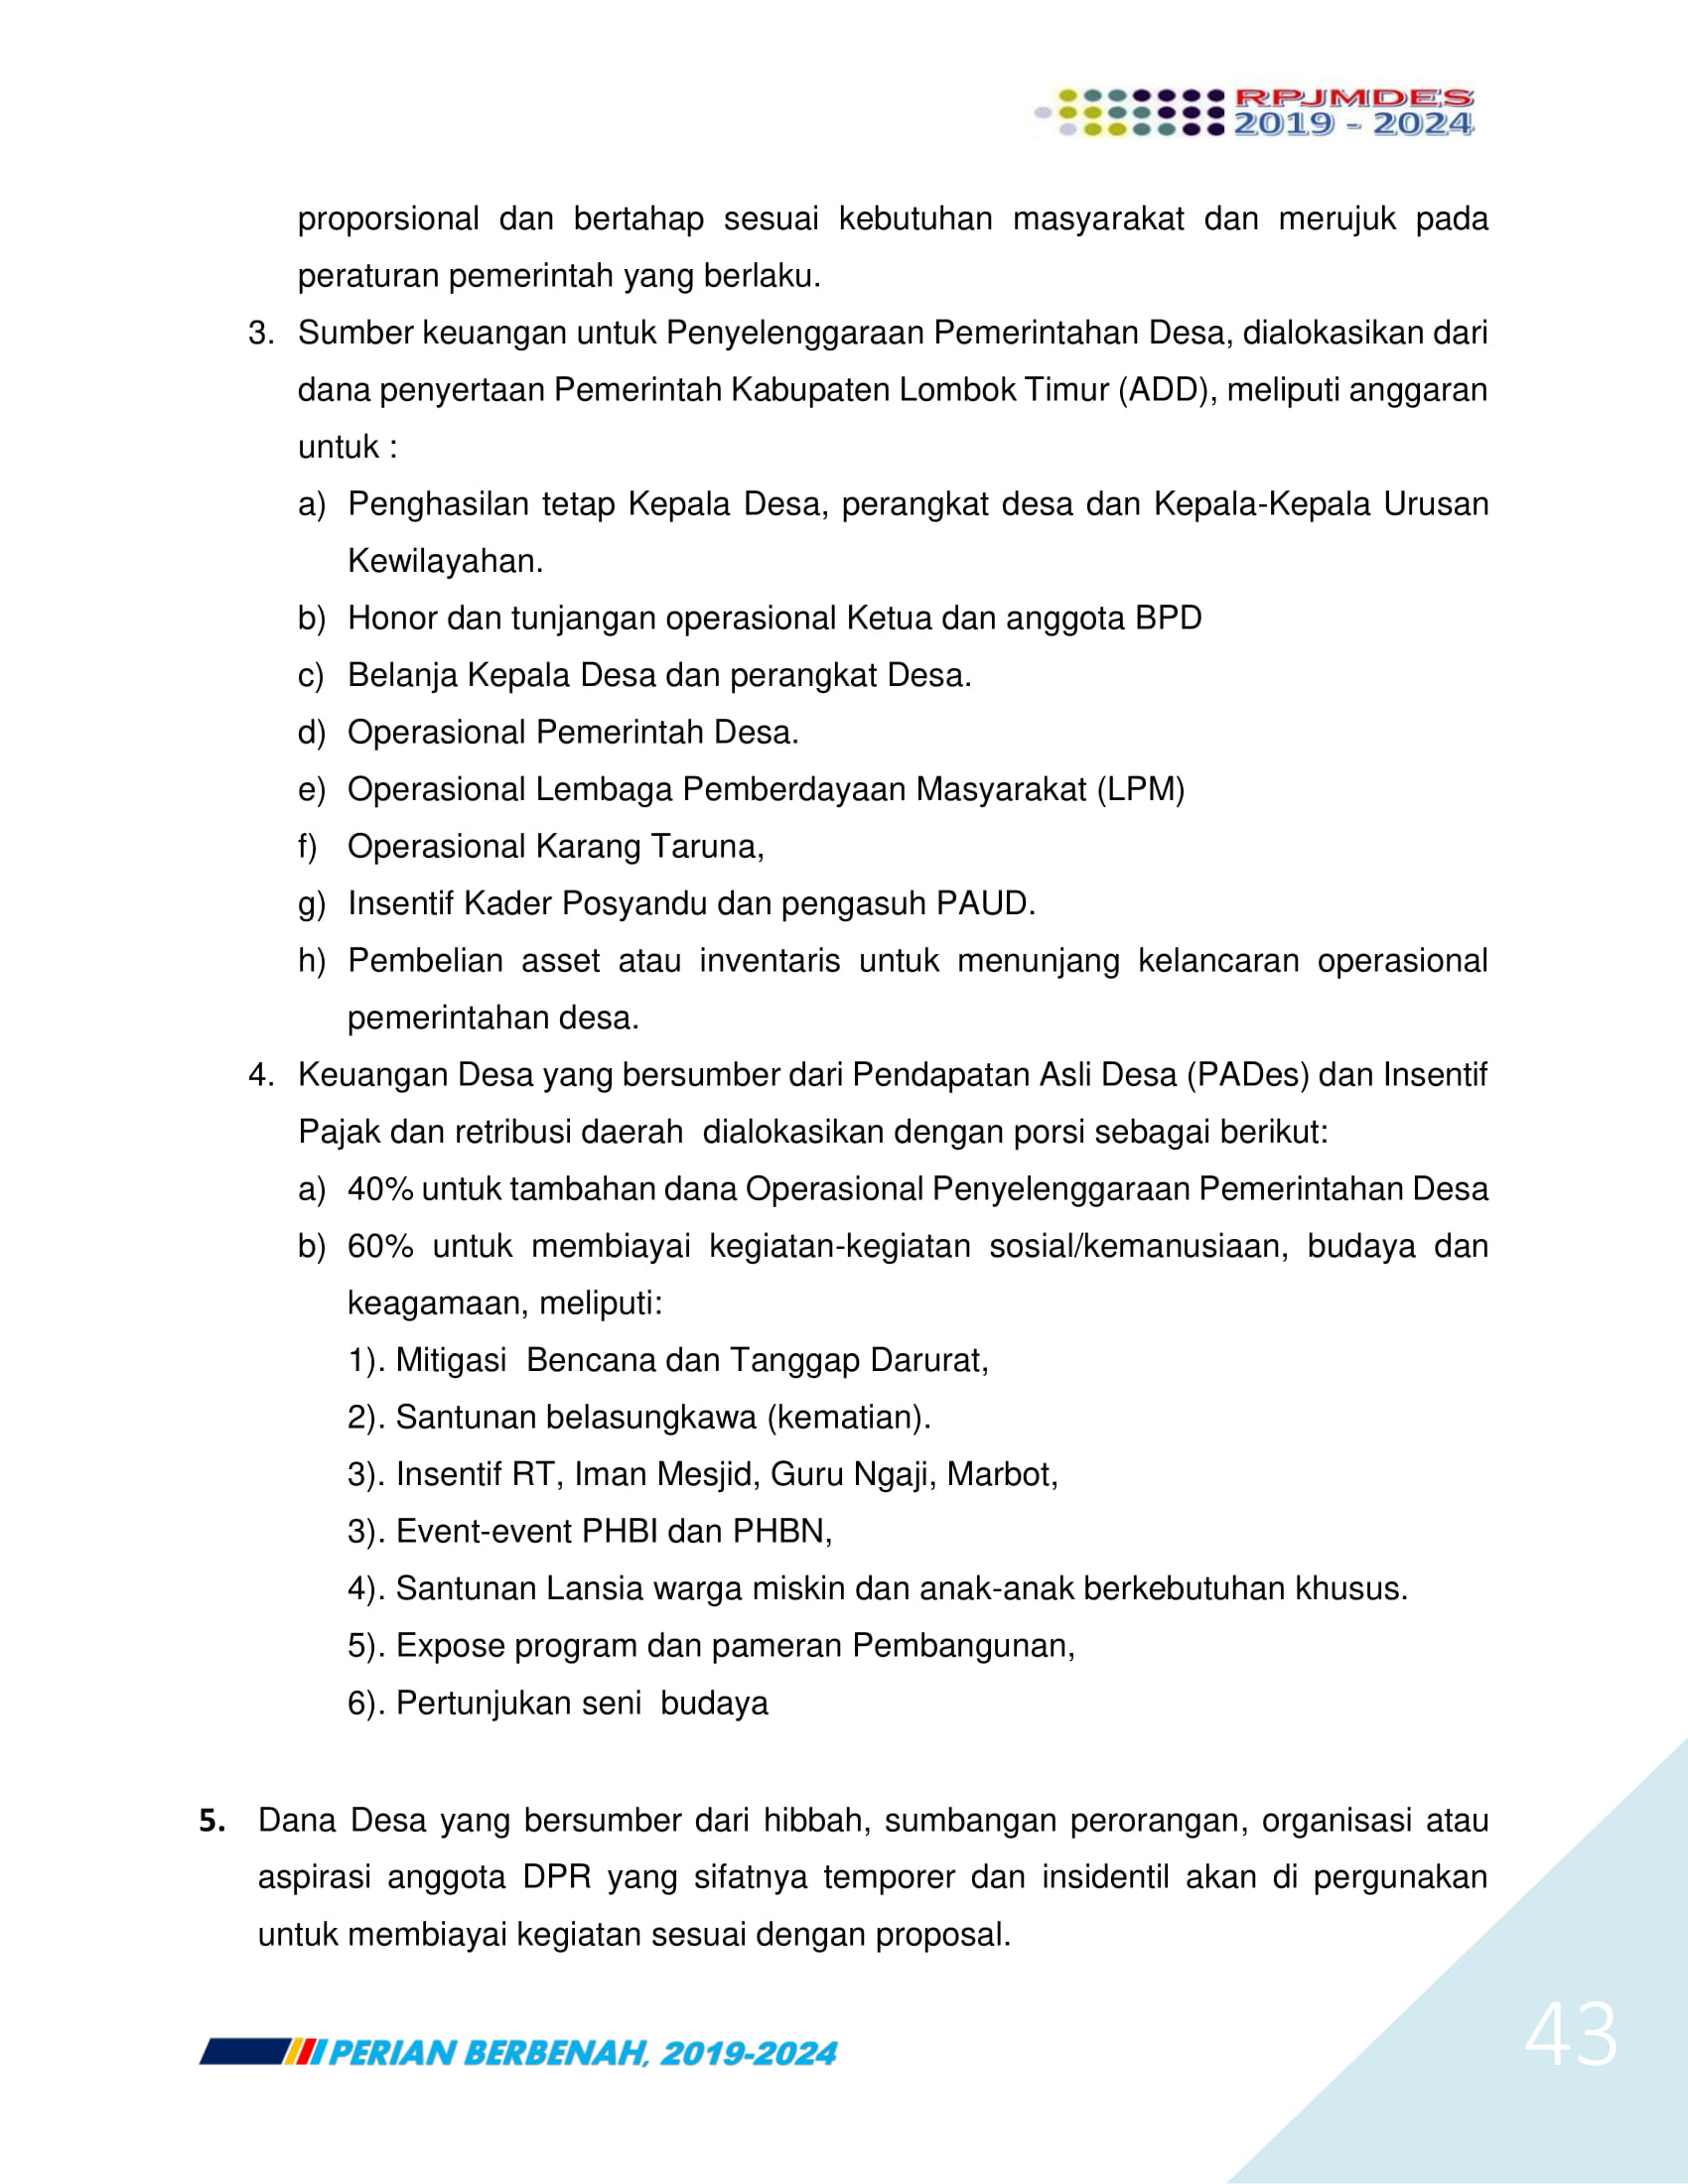 RPJMDES
2019 - 2024
proporsional dan bertahap sesuai kebutuhan masyarakat dan merujuk pada
peraturan pemerintah yang berlaku.
3. Sumber keuangan untuk Penyelenggaraan Pemerintahan Desa, dialokasikan dari
dana penyertaan Pemerintah Kabupaten Lombok Timur (ADD), meliputi anggaran
untuk :
a) Penghasilan tetap Kepala Desa, perangkat desa dan Kepala-Kepala Urusan
Kewilayahan.
b) Honor dan tunjangan operasional Ketua dan anggota BPD
c) Belanja Kepala Desa dan perangkat Desa.
d) Operasional Pemerintah Desa.
e) Operasional Lembaga Pemberdayaan Masyarakat (LPM)
f) Operasional Karang Taruna,
g) Insentif Kader Posyandu dan pengasuh PAUD.
h) Pembelian asset atau inventaris untuk menunjang kelancaran operasional
pemerintahan desa.
4. Keuangan Desa yang bersumber dari Pendapatan Asli Desa (PADes) dan Insentif
Pajak dan retribusi daerah dialokasikan dengan porsi sebagai berikut:
a) 40% untuk tambahan dana Operasional Penyelenggaraan Pemerintahan Desa
b) 60% untuk membiayai kegiatan-kegiatan sosial/kemanusiaan, budaya dan
keagamaan, meliputi:
1). Mitigasi Bencana dan Tanggap Darurat,
2). Santunan belasungkawa (kematian).
3). Insentif RT, Iman Mesjid, Guru Ngaji, Marbot,
3). Event-event PHBI dan PHBN,
4). Santunan Lansia warga miskin dan anak-anak berkebutuhan khusus.
5). Expose program dan pameran Pembangunan,
6). Pertunjukan seni budaya
5. Dana Desa yang bersumber dari hibbah, sumbangan perorangan, organisasi atau
aspirasi anggota DPR yang sifatnya temporer dan insidentil akan di pergunakan
untuk membiayai kegiatan sesuai dengan proposal.
PERIAN BERBENAH, 2019-2024
43